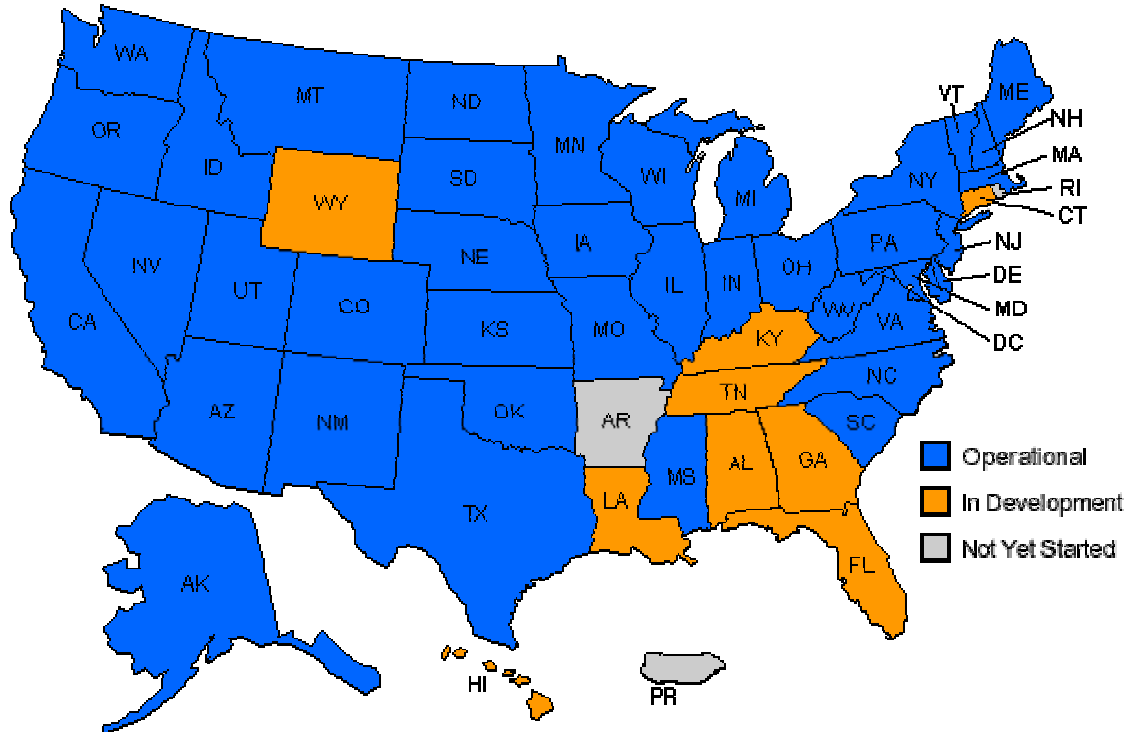 WA
MT
ND
MN
VT
ME
NH
OR
ID
SD
WI
MI
NY
MA
RI
CT
WY
NV
UT
CO
NE
IA
IL
IN
OH
PA
NJ
DE
MD
DC
CA
KS
MO
KY
WV
VA
AZ
NM
OK
AR
TN
NC
SC
TX
LA
MS
AL
GA
FL
Operational
In Development
Not Yet Started
AK
HI
PR